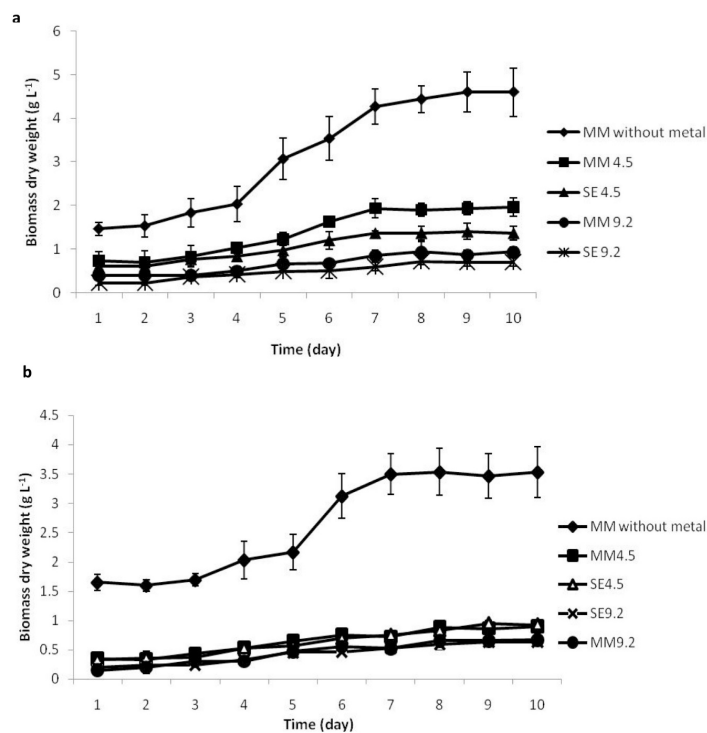 a
6
5
4
3
2
1
0
Biomass dry weight (g L⁻¹)
1 2 3 4 5 6 7 8 9 10
Time (day)
MM without metal
MM 4.5
SE 4.5
MM 9.2
SE 9.2
b
4.5
4
3.5
3
2.5
2
1.5
1
0.5
0
Biomass dry weight (g L⁻¹)
1 2 3 4 5 6 7 8 9 10
Time (day)
MM without metal
MM4.5
SE4.5
SE9.2
MM9.2